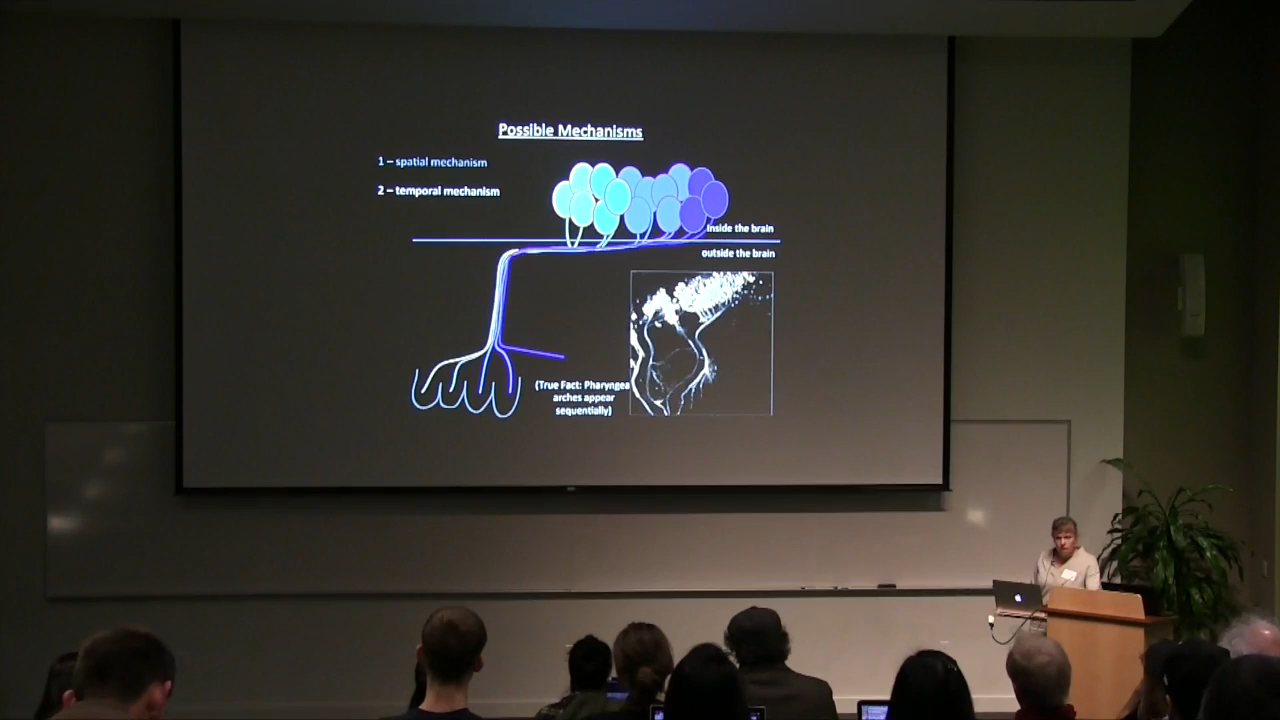 Possible Mechanisms
1 – spatial mechanism
2 – temporal mechanism
Inside the brain
outside the brain
(True Fact: Pharyngea
arches appear
sequentially)